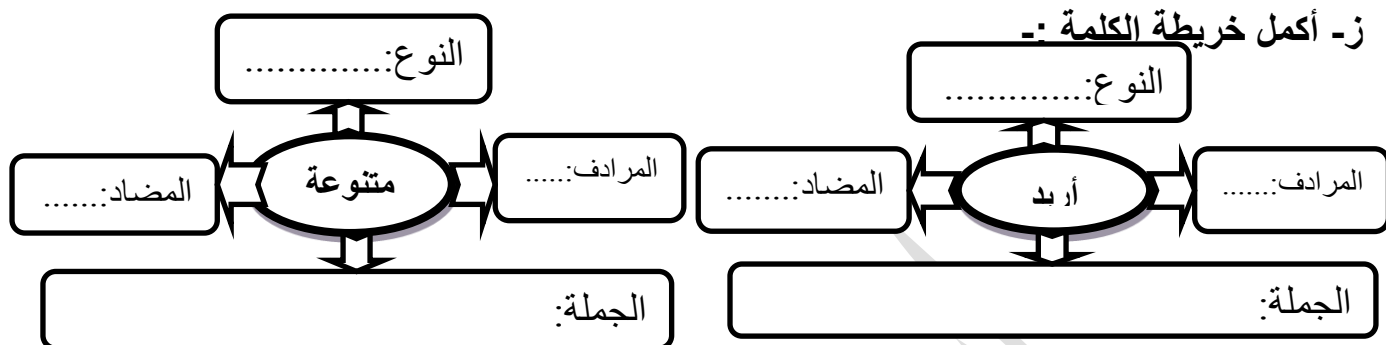 ز- أكمل خريطة الكلمة :-
النوع:.............
المرادف:......
أريد
المضاد:.......
الجملة:
النوع:.............
المرادف:.....
متنوعة
المضاد:.......
الجملة: